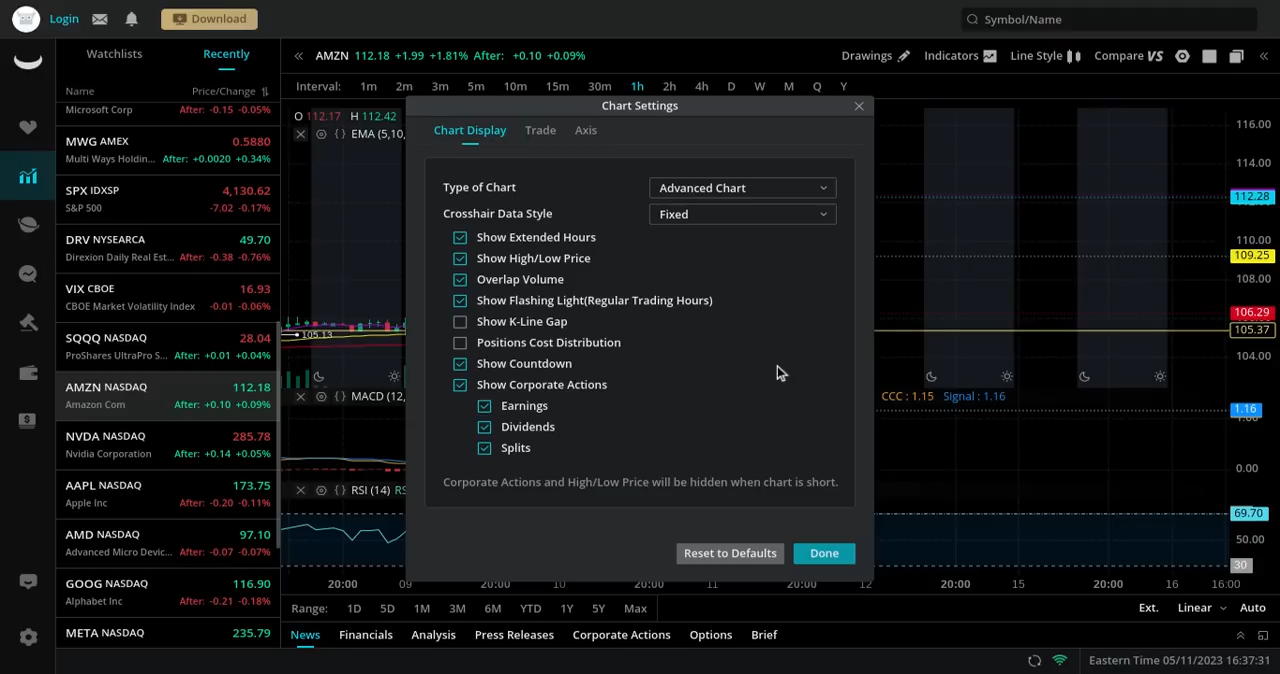 Login
Download
Symbol/Name
Watchlists Recently
Name Price/Change
Microsoft Corp After: -0.15 -0.05%
MWG AMEX 0.5880
Multi Ways Holdin... After: +0.0020 +0.34%
SPX IDXSP 4,130.62
S&P 500 -7.02 -0.17%
DRV NYSEARCA 49.70
Direxion Daily Real Est... After: -0.38 -0.76%
VIX CBOE 16.93
CBOE Market Volatility Index -0.01 -0.06%
SQQQ NASDAQ 28.04
ProShares UltraPro S... After: +0.01 +0.04%
AMZN NASDAQ 112.18
Amazon Com After: +0.10 +0.09%
NVDA NASDAQ 285.78
Nvidia Corporation After: +0.14 +0.05%
AAPL NASDAQ 173.75
Apple Inc After: -0.20 -0.11%
AMD NASDAQ 97.10
Advanced Micro Devic... After: -0.07 -0.07%
GOOG NASDAQ 116.90
Alphabet Inc After: -0.21 -0.18%
META NASDAQ 235.79
AMZN 112.18 +1.99 +1.81% After: +0.10 +0.09%
Drawings Indicators Line Style Compare VS
Interval: 1m 2m 3m 5m 10m 15m 30m 1h 2h 4h D W M Q Y
O 112.17 H 112.42
EMA (5,10,
105.13
MACD (12,
CCC : 1.15 Signal : 1.16
RSI (14) RS
Chart Settings
Chart Display Trade Axis
Type of Chart Advanced Chart
Crosshair Data Style Fixed
Show Extended Hours
Show High/Low Price
Overlap Volume
Show Flashing Light(Regular Trading Hours)
Show K-Line Gap
Positions Cost Distribution
Show Countdown
Show Corporate Actions
Earnings
Dividends
Splits
Corporate Actions and High/Low Price will be hidden when chart is short.
Reset to Defaults Done
116.00
114.00
112.28
110.00
109.25
108.00
106.29
105.37
104.00
1.16
0.00
69.70
50.00
30
20:00 09 20:00 10 20:00 11 20:00 12 20:00 15 20:00 16 16:00
Range: 1D 5D 1M 3M 6M YTD 1Y 5Y Max
Ext. Linear Auto
News Financials Analysis Press Releases Corporate Actions Options Brief
Eastern Time 05/11/2023 16:37:31